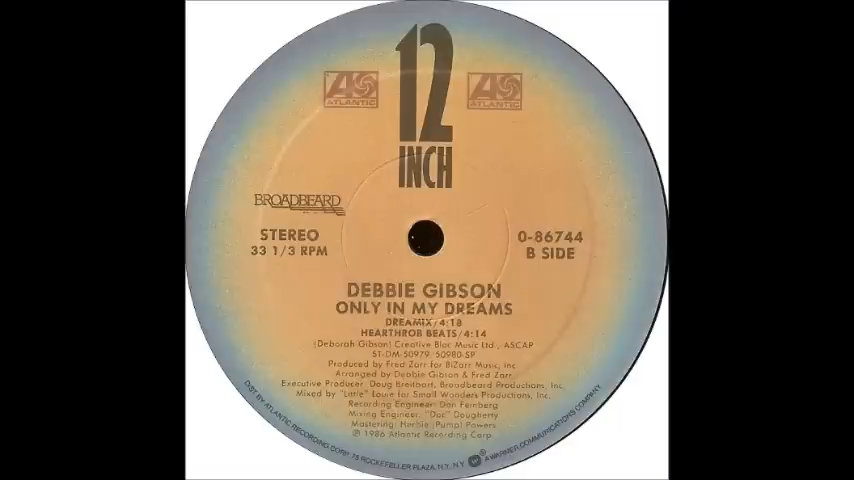 12
INCH
ATLANTIC
ATLANTIC
BROADBEARD
STEREO
33 1/3 RPM
0-86744
B SIDE
DEBBIE GIBSON
ONLY IN MY DREAMS
DREAMIX/4:18
HEARTHROB BEATS/4:14
(Deborah Gibson) Creative Bloc Music Ltd., ASCAP
ST-DM-50979/50980-SP
Produced by Fred Zarr for BiZarr Music, Inc
Arranged by Debbie Gibson & Fred Zarr
Executive Producer: Doug Breitbart, Broadbeard Productions, Inc.
Mixed by "Little" Louie for Small Wonders Productions, Inc.
Recording Engineer: Don Feinberg
Mixing Engineer: "Doc" Dougherty
Mastering: Herbie (Pump) Powers
℗ 1986 Atlantic Recording Corp.
DIST. BY ATLANTIC RECORDING CORP. 75 ROCKEFELLER PLAZA, N.Y., N.Y. A WARNER COMMUNICATIONS COMPANY